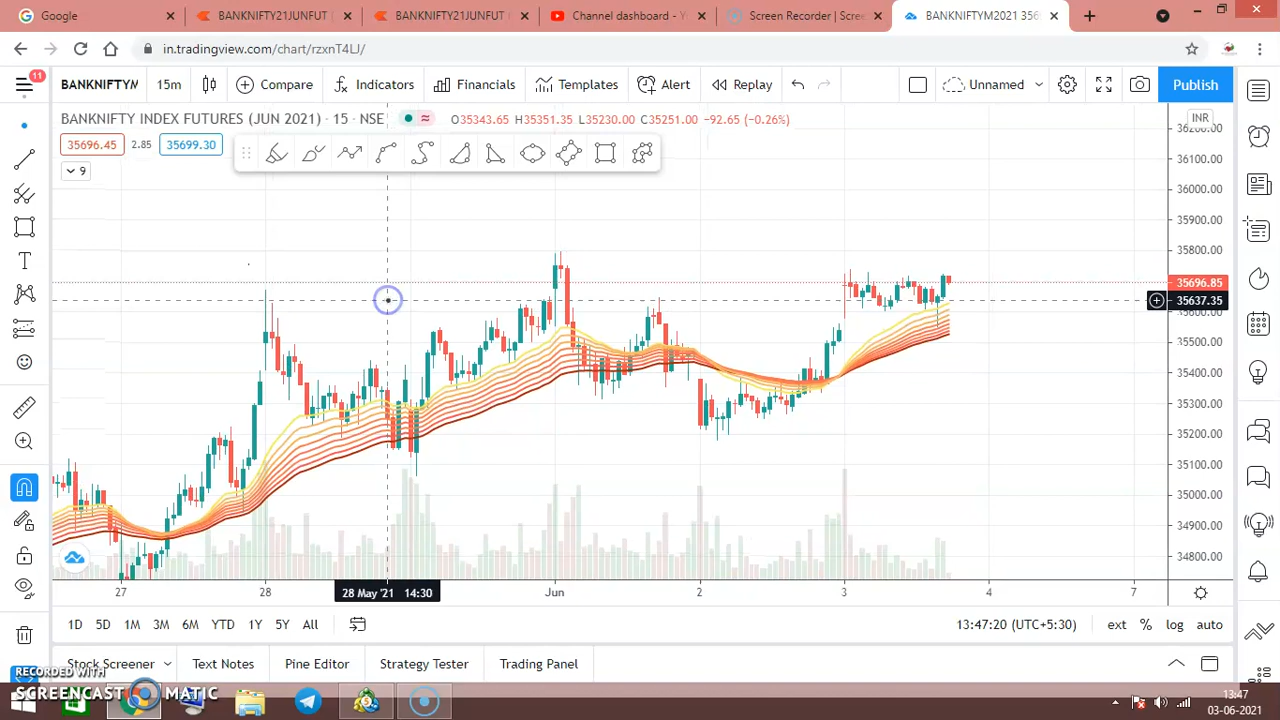 Google
BANKNIFTY21JUNFUT (
BANKNIFTY21JUNFUT (
Channel dashboard - Y
Screen Recorder | Scree
BANKNIFTYM2021 356
in.tradingview.com/chart/rzxnT4LJ/
11
BANKNIFTYM
15m
Compare
Indicators
Financials
Templates
Alert
Replay
Unnamed
Publish
BANKNIFTY INDEX FUTURES (JUN 2021) · 15 · NSE
O35343.65 H35351.35 L35230.00 C35251.00 −92.65 (−0.26%)
INR
35696.45 2.85 35699.30
9
36100.00
36000.00
35900.00
35800.00
35696.85
35637.35
35500.00
35400.00
35300.00
35200.00
35100.00
35000.00
34900.00
34800.00
27 28 28 May '21 14:30 Jun 2 3 4 7
1D 5D 1M 3M 6M YTD 1Y 5Y All
13:47:20 (UTC+5:30) ext % log auto
Stock Screener Text Notes Pine Editor Strategy Tester Trading Panel
RECORDED WITH
SCREENCAST MATIC
13:47
03-06-2021